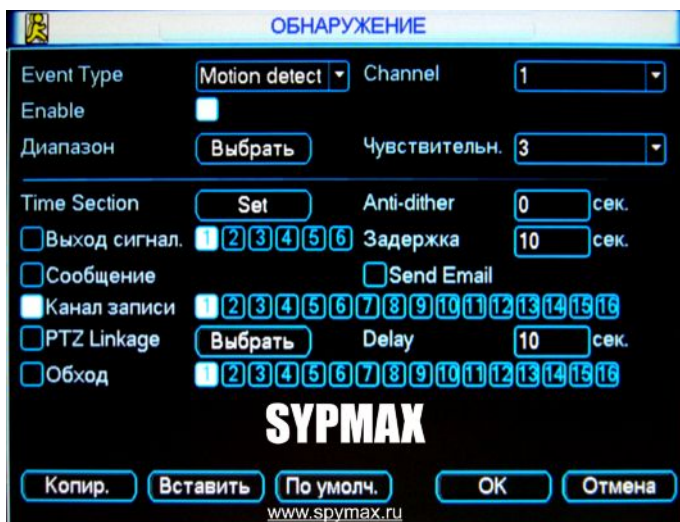 ОБНАРУЖЕНИЕ
Event Type Motion detect Channel 1
Enable
Диапазон Выбрать Чувствительн. 3
Time Section Set Anti-dither 0 сек.
Выход сигнал. 1 2 3 4 5 6 Задержка 10 сек.
Сообщение Send Email
Канал записи 1 2 3 4 5 6 7 8 9 10 11 12 13 14 15 16
PTZ Linkage Выбрать Delay 10 сек.
Обход 1 2 3 4 5 6 7 8 9 10 11 12 13 14 15 16
SYPMAX
Копир. Вставить По умолч. OK Отмена
www.spymax.ru